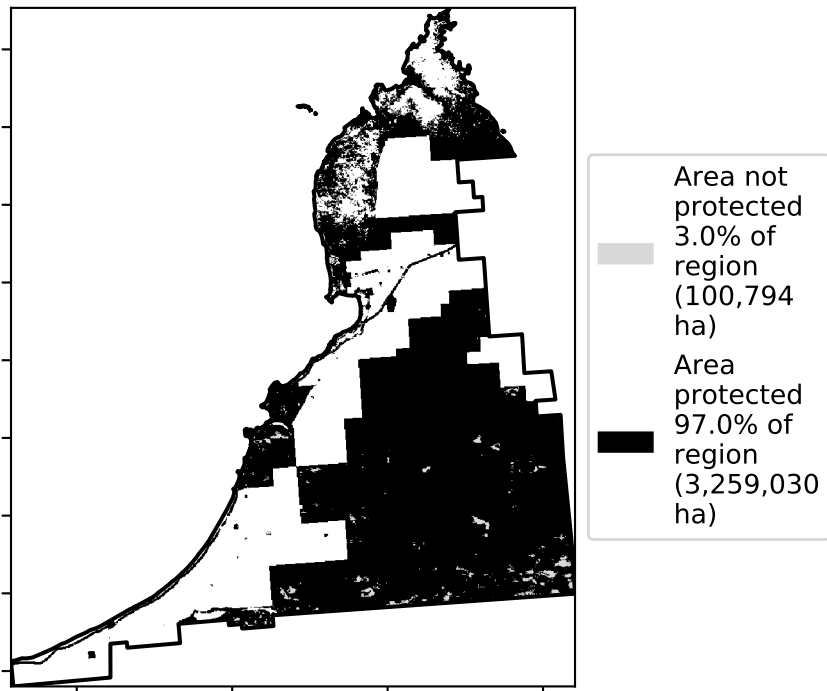 Area not
protected
3.0% of
region
(100,794
ha)
Area
protected
97.0% of
region
(3,259,030
ha)